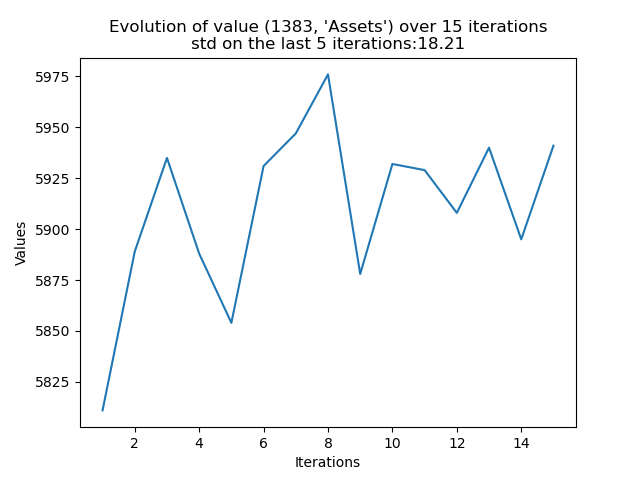 Evolution of value (1383, 'Assets') over 15 iterations
std on the last 5 iterations:18.21
5975
5950
5925
5900
5875
5850
5825
Values
2 4 6 8 10 12 14
Iterations